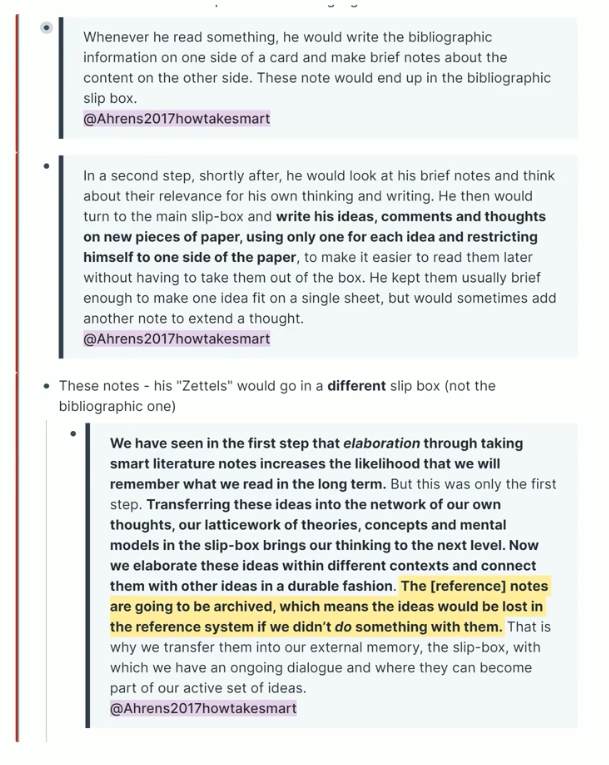 Whenever he read something, he would write the bibliographic
information on one side of a card and make brief notes about the
content on the other side. These note would end up in the bibliographic
slip box.
@Ahrens2017howtakesmart
In a second step, shortly after, he would look at his brief notes and think
about their relevance for his own thinking and writing. He then would
turn to the main slip-box and write his ideas, comments and thoughts
on new pieces of paper, using only one for each idea and restricting
himself to one side of the paper, to make it easier to read them later
without having to take them out of the box. He kept them usually brief
enough to make one idea fit on a single sheet, but would sometimes add
another note to extend a thought.
@Ahrens2017howtakesmart
These notes - his "Zettels" would go in a different slip box (not the
bibliographic one)
We have seen in the first step that elaboration through taking
smart literature notes increases the likelihood that we will
remember what we read in the long term. But this was only the first
step. Transferring these ideas into the network of our own
thoughts, our latticework of theories, concepts and mental
models in the slip-box brings our thinking to the next level. Now
we elaborate these ideas within different contexts and connect
them with other ideas in a durable fashion. The [reference] notes
are going to be archived, which means the ideas would be lost in
the reference system if we didn't do something with them. That is
why we transfer them into our external memory, the slip-box, with
which we have an ongoing dialogue and where they can become
part of our active set of ideas.
@Ahrens2017howtakesmart